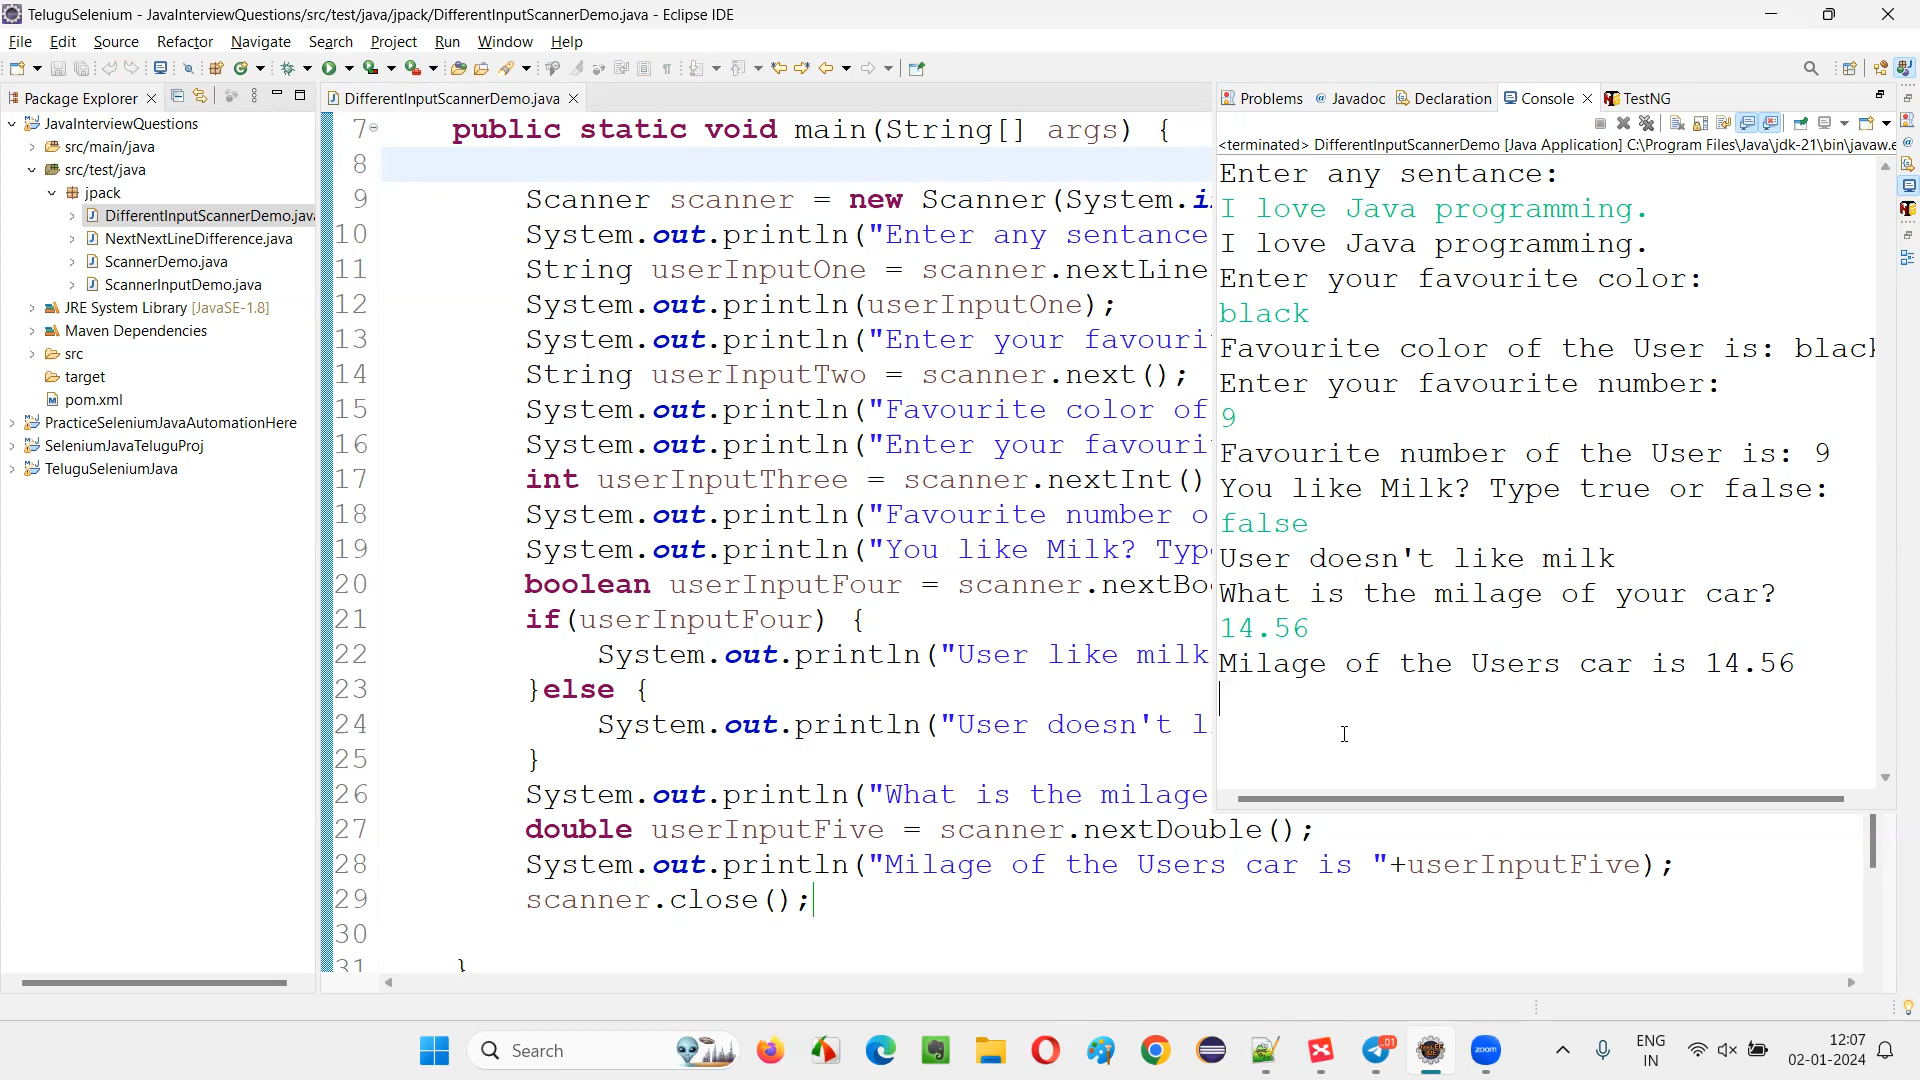 TeluguSelenium - JavaInterviewQuestions/src/test/java/jpack/DifferentInputScannerDemo.java - Eclipse IDE
File Edit Source Refactor Navigate Search Project Run Window Help
Package Explorer
JavaInterviewQuestions
src/main/java
src/test/java
jpack
DifferentInputScannerDemo.java
NextNextLineDifference.java
ScannerDemo.java
ScannerInputDemo.java
JRE System Library [JavaSE-1.8]
Maven Dependencies
src
target
pom.xml
PracticeSeleniumJavaAutomationHere
SeleniumJavaTeluguProj
TeluguSeleniumJava
DifferentInputScannerDemo.java
7 public static void main(String[] args) {
8
9 Scanner scanner = new Scanner(System.i
10 System.out.println("Enter any sentence
11 String userInputOne = scanner.nextLine
12 System.out.println(userInputOne);
13 System.out.println("Enter your favouri
14 String userInputTwo = scanner.next();
15 System.out.println("Favourite color of
16 System.out.println("Enter your favouri
17 int userInputThree = scanner.nextInt()
18 System.out.println("Favourite number o
19 System.out.println("You like Milk? Typ
20 boolean userInputFour = scanner.nextBo
21 if(userInputFour) {
22 System.out.println("User like milk
23 }else {
24 System.out.println("User doesn't l
25 }
26 System.out.println("What is the milage
27 double userInputFive = scanner.nextDouble();
28 System.out.println("Milage of the Users car is "+userInputFive);
29 scanner.close();
30
31 }
Problems Javadoc Declaration Console TestNG
<terminated> DifferentInputScannerDemo [Java Application] C:\Program Files\Java\jdk-21\bin\javaw.e
Enter any sentence:
I love Java programming.
I love Java programming.
Enter your favourite color:
black
Favourite color of the User is: black
Enter your favourite number:
9
Favourite number of the User is: 9
You like Milk? Type true or false:
false
User doesn't like milk
What is the milage of your car?
14.56
Milage of the Users car is 14.56
Search
zoom
ENG
IN
12:07
02-01-2024